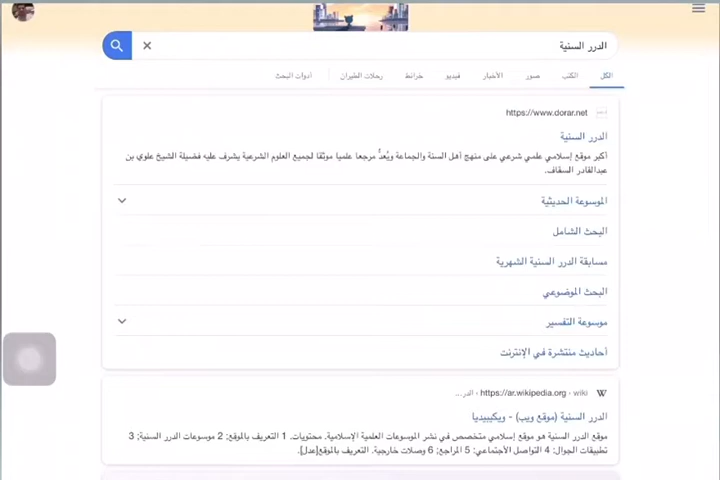 الدرر السنية
الكل
الكتب
صور
الأخبار
فيديو
خرائط
رحلات الطيران
أدوات البحث
https://www.dorar.net
الدرر السنية
أكبر موقع إسلامي علمي شرعي على منهج أهل السنة والجماعة ويُعدُّ مرجعا علميا موثقا لجميع العلوم الشرعية يشرف عليه فضيلة الشيخ علوي بن
عبدالقادر السقاف.
الموسوعة الحديثية
البحث الشامل
مسابقة الدرر السنية الشهرية
البحث الموضوعي
موسوعة التفسير
أحاديث منتشرة في الإنترنت
https://ar.wikipedia.org › wiki › الدر...
الدرر السنية (موقع ويب) - ويكيبيديا
موقع الدرر السنية هو موقع إسلامي متخصص في نشر الموسوعات العلمية الإسلامية. محتويات. 1 التعريف بالموقع; 2 موسوعات الدرر السنية; 3
تطبيقات الجوال; 4 التواصل الأجتماعي; 5 المراجع; 6 وصلات خارجية. التعريف بالموقع[عدل].